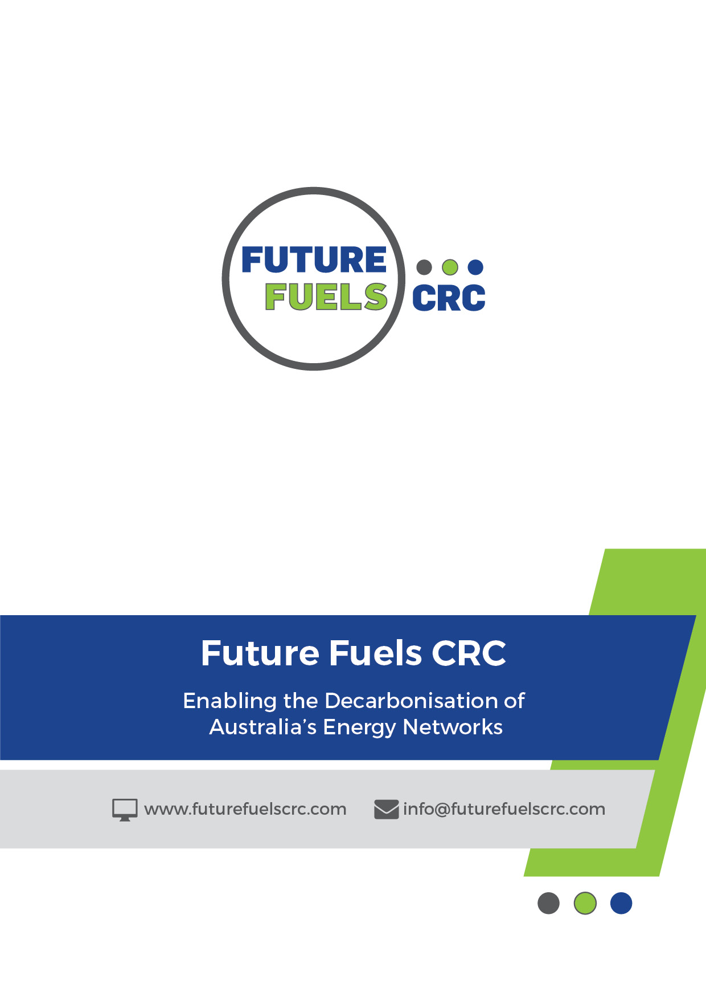 FUTURE
FUELS
CRC
Future Fuels CRC
Enabling the Decarbonisation of
Australia’s Energy Networks
www.futurefuelscrc.com
info@futurefuelscrc.com